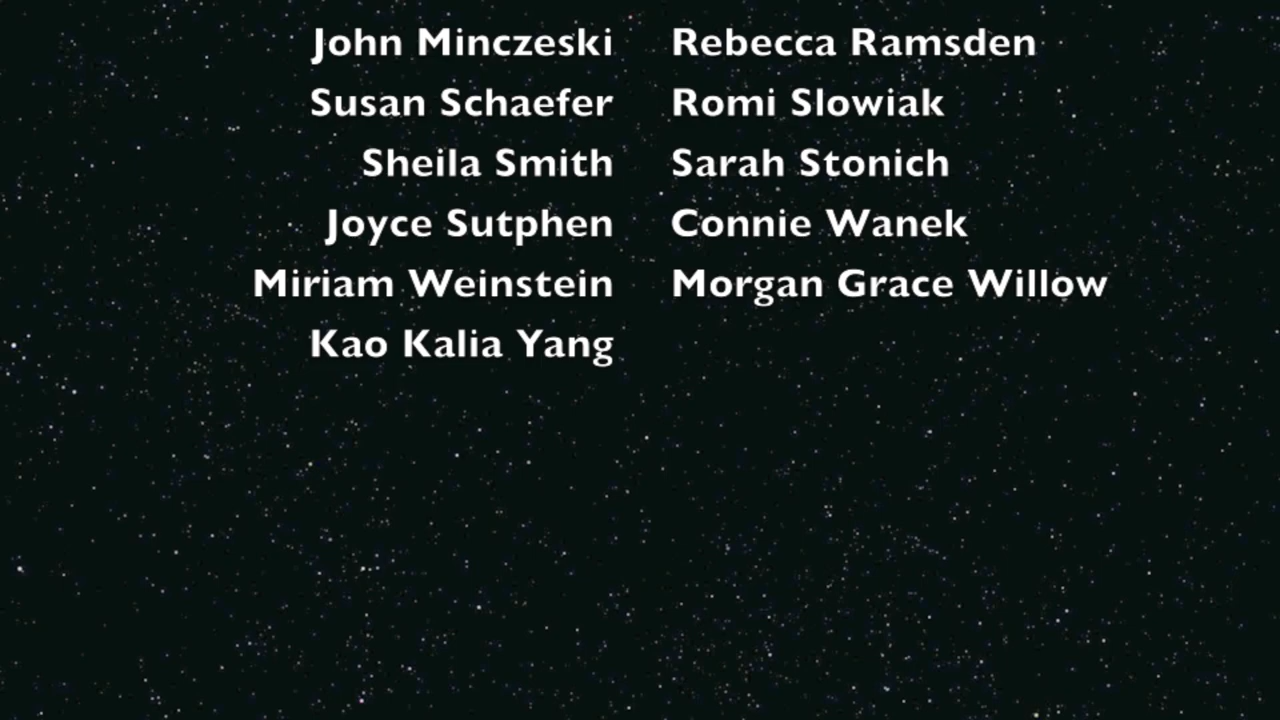 John Minczeski Rebecca Ramsden
Susan Schaefer Romi Slowiak
Sheila Smith Sarah Stonich
Joyce Sutphen Connie Wanek
Miriam Weinstein Morgan Grace Willow
Kao Kalia Yang